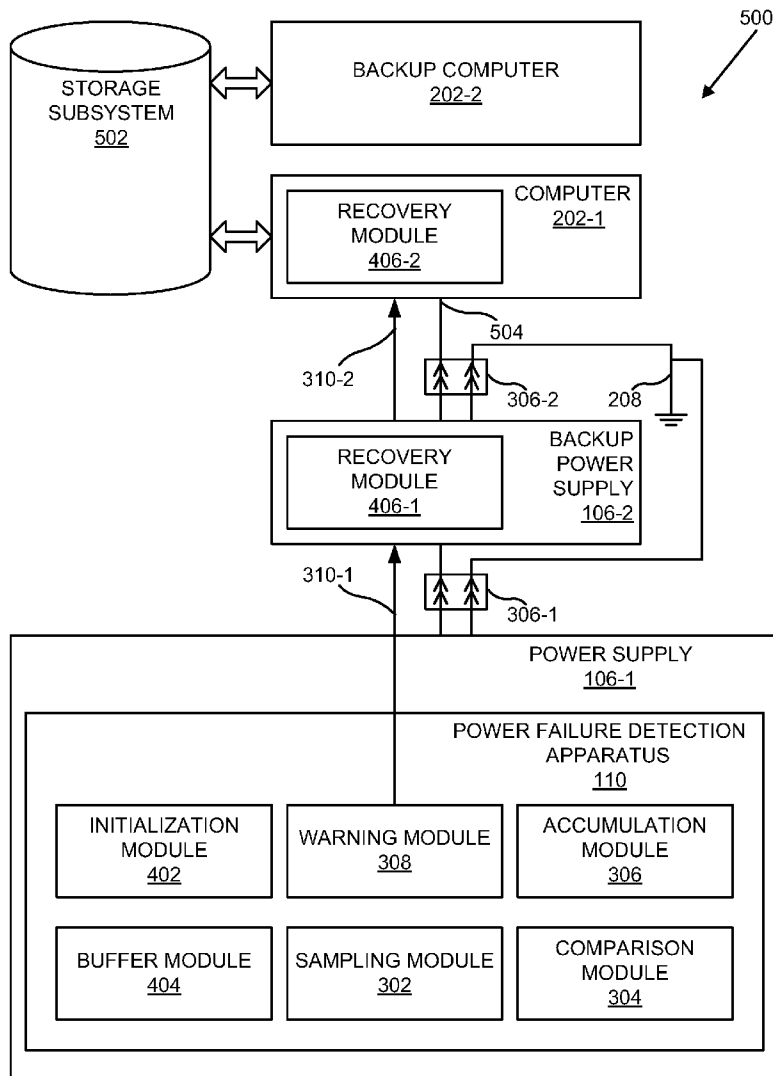 500
STORAGE
SUBSYSTEM
502
BACKUP COMPUTER
202-2
COMPUTER
202-1
RECOVERY
MODULE
406-2
504
310-2
306-2
208
BACKUP
POWER
SUPPLY
106-2
RECOVERY
MODULE
406-1
310-1
306-1
POWER SUPPLY
106-1
POWER FAILURE DETECTION
APPARATUS
110
INITIALIZATION
MODULE
402
WARNING MODULE
308
ACCUMULATION
MODULE
306
BUFFER MODULE
404
SAMPLING MODULE
302
COMPARISON
MODULE
304